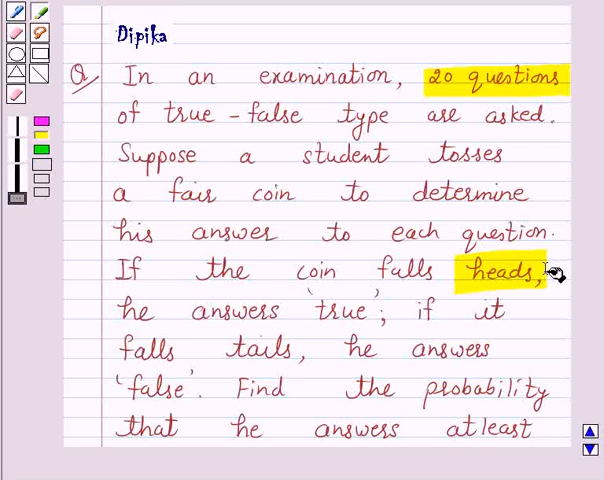 Dipika
Q/ In an examination, 20 questions
of true - false type are asked.
Suppose a student tosses
a fair coin to determine
his answer to each question.
If the coin falls heads,
he answers 'true'; if it
falls tails, he answers
'false'. Find the probability
that he answers atleast